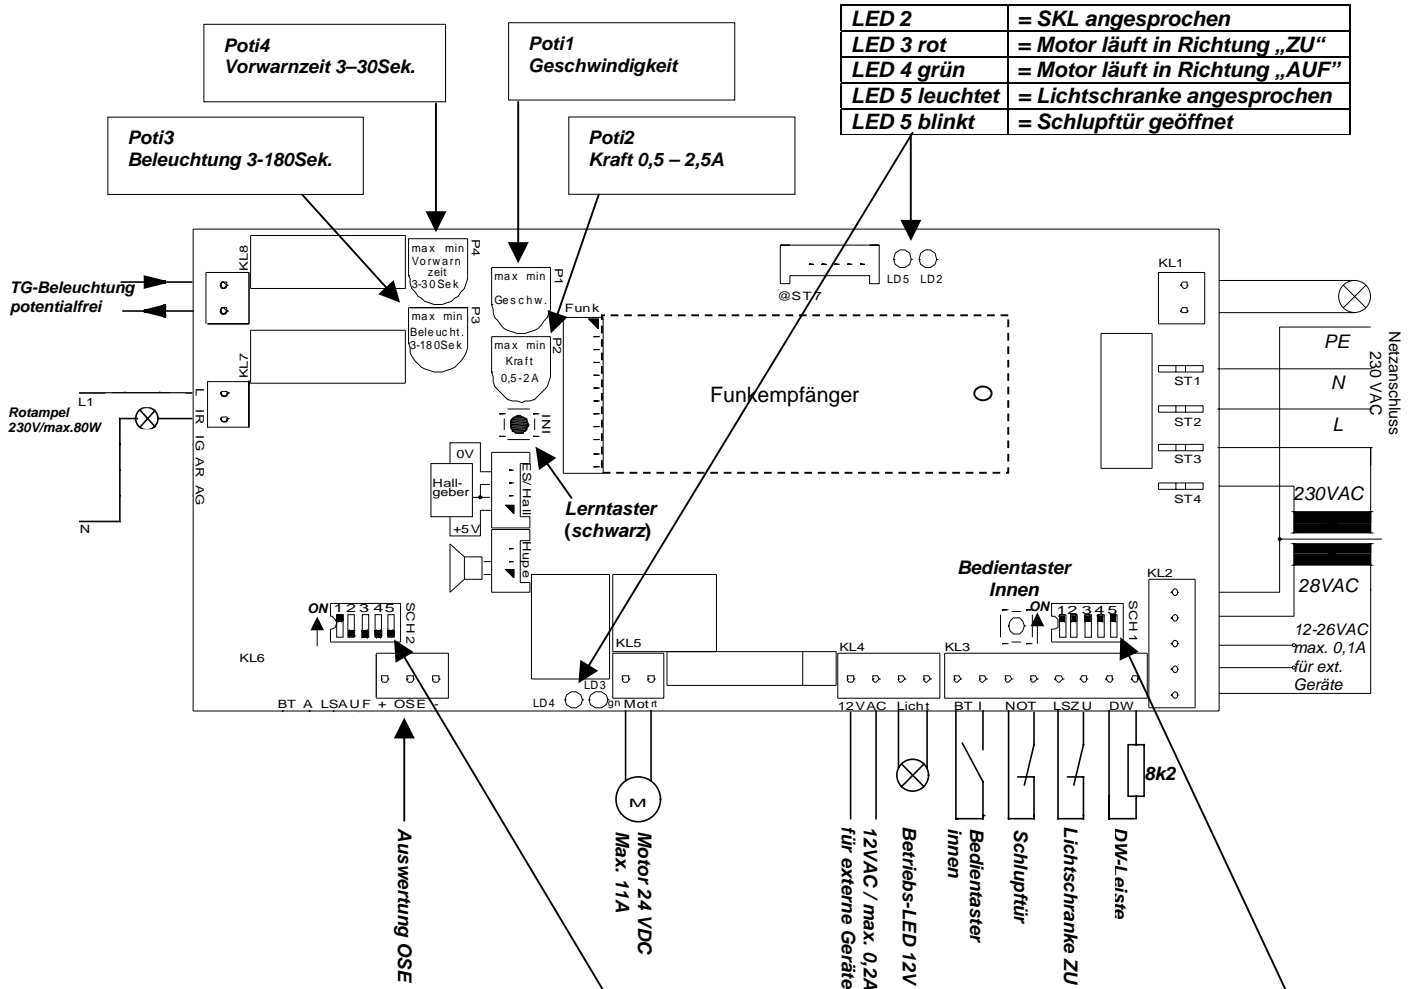 LED 2 = SKL angesprochen
LED 3 rot = Motor läuft in Richtung „ZU“
LED 4 grün = Motor läuft in Richtung „AUF”
LED 5 leuchtet = Lichtschranke angesprochen
LED 5 blinkt = Schlupftür geöffnet
Poti4
Vorwarnzeit 3–30Sek.
Poti1
Geschwindigkeit
Poti3
Beleuchtung 3-180Sek.
Poti2
Kraft 0,5 – 2,5A
KL8
max min
Vorwarn
zeit
3-30Sek
P4
max min
Geschw.
P1
@ST7
LD5 LD2
KL1
TG-Beleuchtung
potentialfrei
max min
Beleucht.
3-180Sek
P3
Funk
max min
Kraft
0,5-2A
P2
KL7
Funkempfänger
PE
N
L
Netzanschluss
230 VAC
ST1
ST2
ST3
ST4
L1
Rotampel
230V/max.80W
N
L
IR
IG
AR
AG
INI
0V
Hall-
geber
+5V
ES/Hall
Hupe
Lerntaster
(schwarz)
230VAC
28VAC
12-26VAC
max. 0,1A
für ext.
Geräte
Bedientaster
Innen
KL2
ON
1 2 3 4 5
SCH2
ON
1 2 3 4 5
SCH1
KL6
KL5
KL4
KL3
LD4
LD3
BT A LSAUF + OSE -
gn Mot rt
12VAC Licht BT I NOT LSZU DW
M
8k2
Auswertung OSE
Motor 24 VDC
Max. 11A
12VAC / max. 0,2A
für externe Geräte
Betriebs-LED 12V
Bedientaster
innen
Schlupftür
Lichtschranke ZU
DW-Leiste